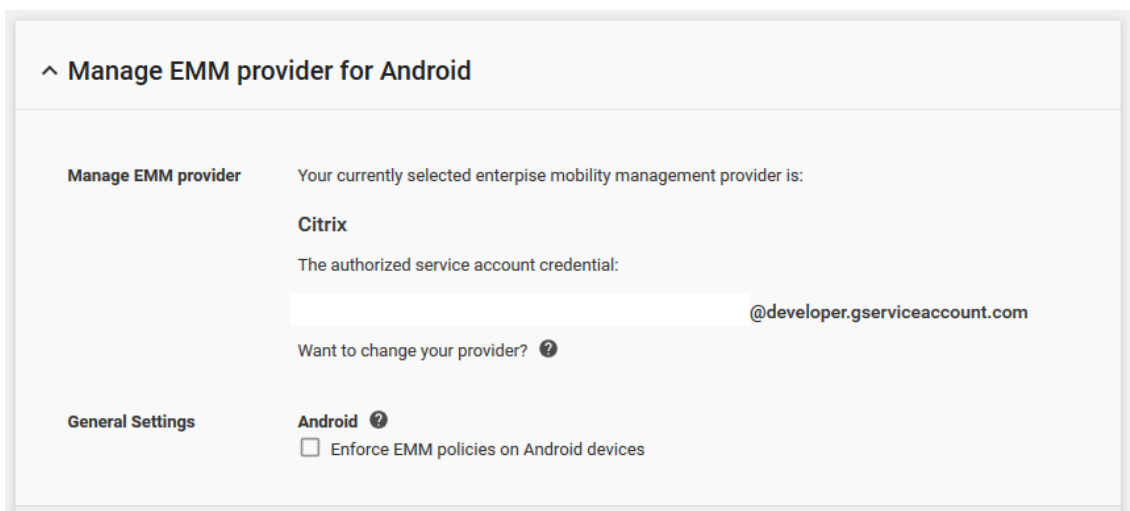 Manage EMM provider for Android
Manage EMM provider
Your currently selected enterpise mobility management provider is:
Citrix
The authorized service account credential:
@developer.gserviceaccount.com
Want to change your provider?
General Settings
Android
Enforce EMM policies on Android devices